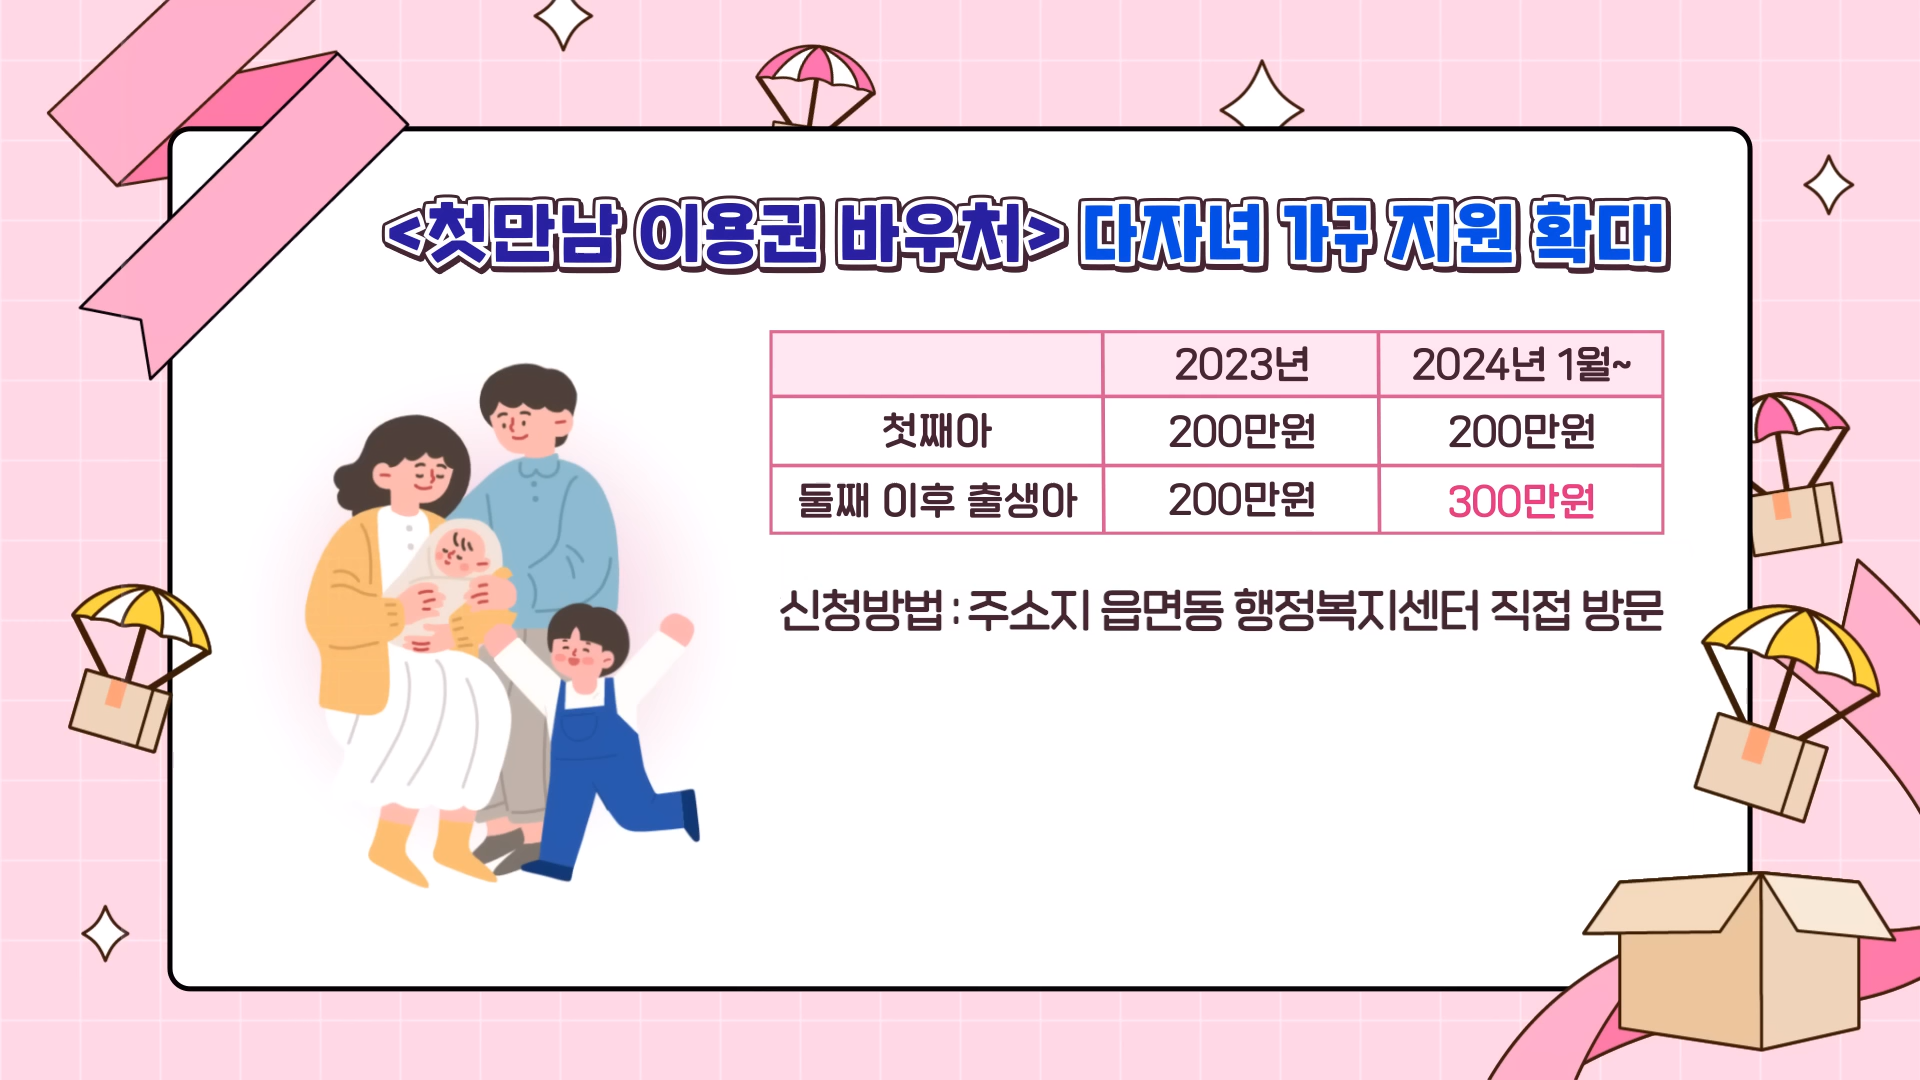 <첫만남 이용권 바우처> 다자녀 가구 지원 확대
2023년 2024년 1월~
첫째아 200만원 200만원
둘째 이후 출생아 200만원 300만원
신청방법 : 주소지 읍면동 행정복지센터 직접 방문